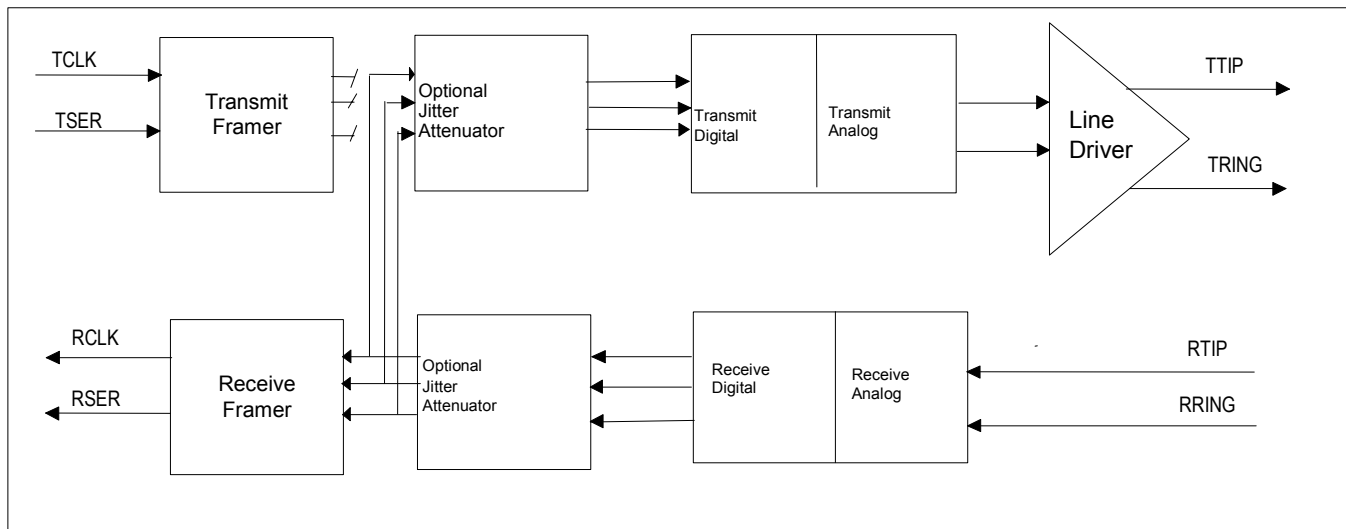 TCLK
TSER
Transmit
Framer
Optional
Jitter
Attenuator
Transmit
Digital
Transmit
Analog
Line
Driver
TTIP
TRING
RCLK
RSER
Receive
Framer
Optional
Jitter
Attenuator
Receive
Digital
Receive
Analog
RTIP
RRING